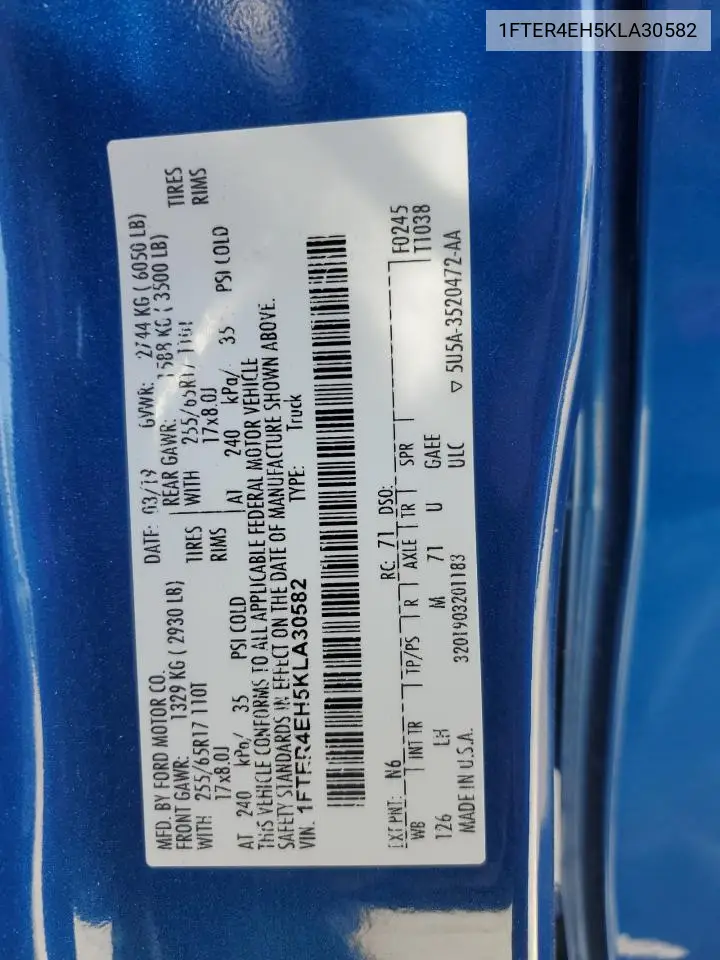 1FTER4EH5KLA30582
MFD. BY FORD MOTOR CO.
DATE: 03/19 GVWR: 2744 KG ( 6050 LB)
FRONT GAWR: 1329 KG ( 2930 LB) REAR GAWR: 1588 KG ( 3500 LB)
WITH 255/65R17 110T TIRES WITH 255/65R17 110T TIRES
17x8.0J RIMS 17x8.0J RIMS
AT 240 kPa/ 35 PSI COLD AT 240 kPa/ 35 PSI COLD
THIS VEHICLE CONFORMS TO ALL APPLICABLE FEDERAL MOTOR VEHICLE
SAFETY STANDARDS IN EFFECT ON THE DATE OF MANUFACTURE SHOWN ABOVE.
VIN: 1FTER4EH5KLA30582 TYPE: Truck
EXT PNT: N6 RC: 71 DSO: F0245
WB INT TR TP/PS R AXLE TR SPR T1038
126 LH M 71 U GAEE
MADE IN U.S.A. 3201903201183 ULC ▽ 5U5A-3520472-AA